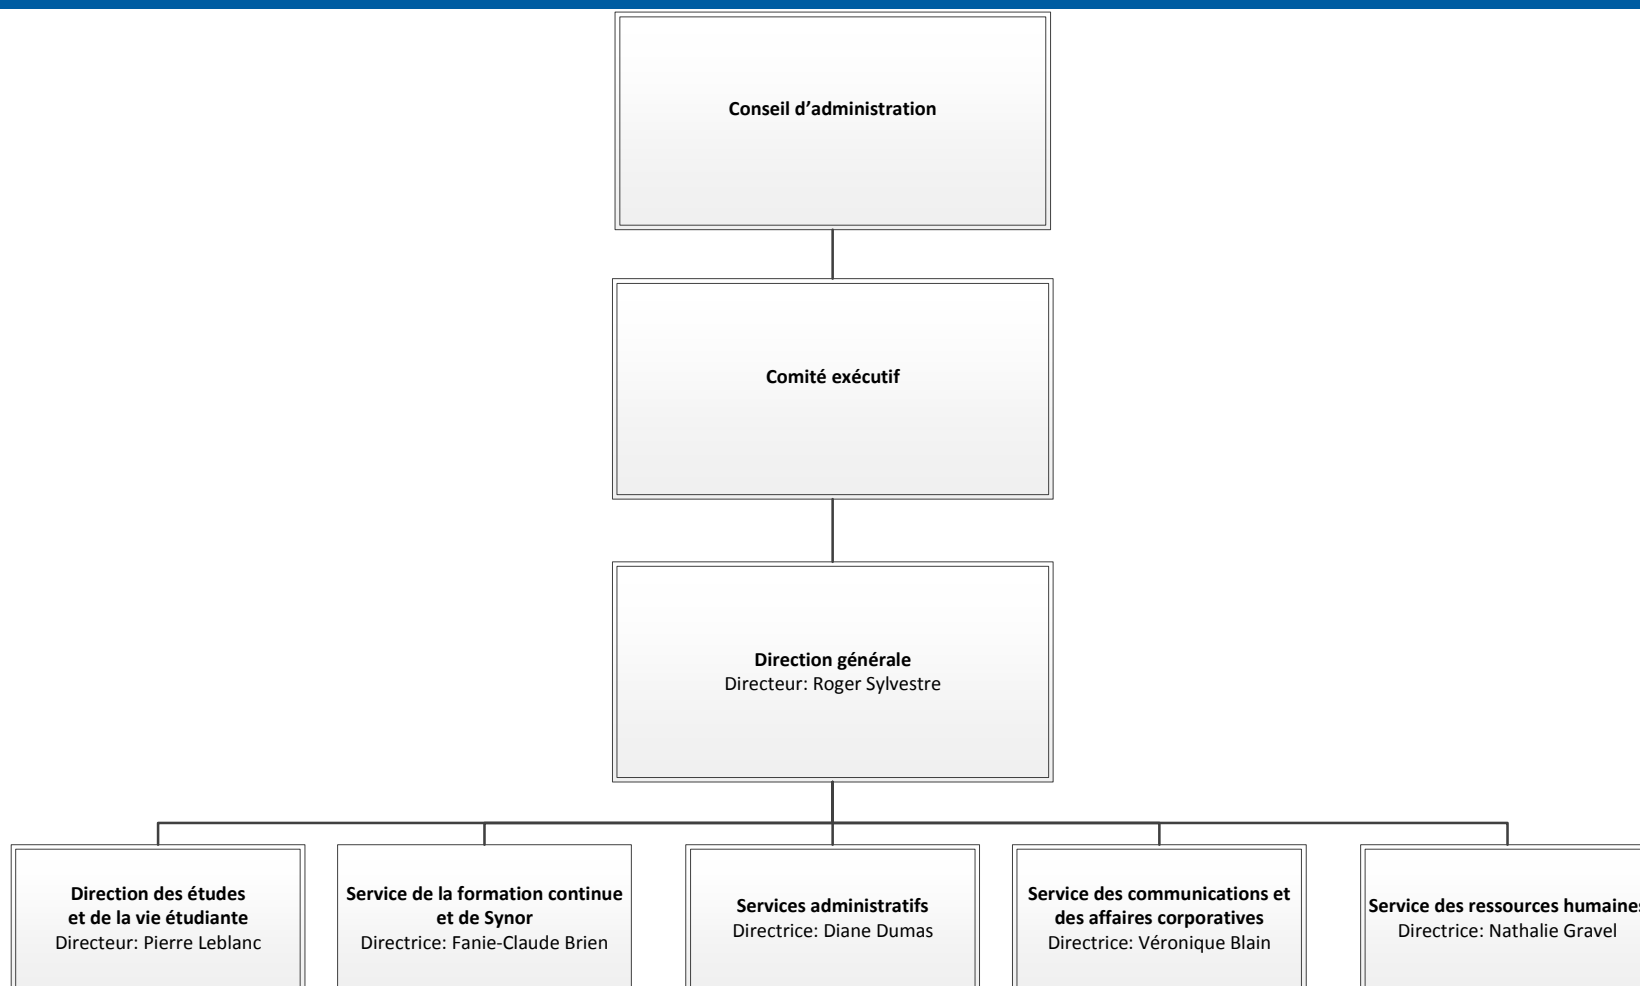 Conseil d’administration
Comité exécutif
Direction générale
Directeur: Roger Sylvestre
Direction des études
et de la vie étudiante
Directeur: Pierre Leblanc
Service de la formation continue
et de Synor
Directrice: Fanie-Claude Brien
Services administratifs
Directrice: Diane Dumas
Service des communications et
des affaires corporatives
Directrice: Véronique Blain
Service des ressources humaines
Directrice: Nathalie Gravel